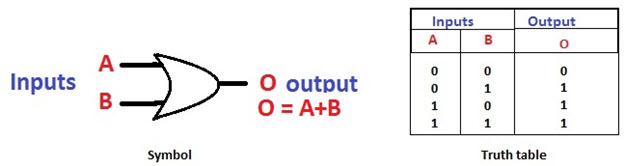 Inputs
A
B
O output
O = A+B
Symbol
Inputs Output
A B O
0 0 0
0 1 1
1 0 1
1 1 1
Truth table